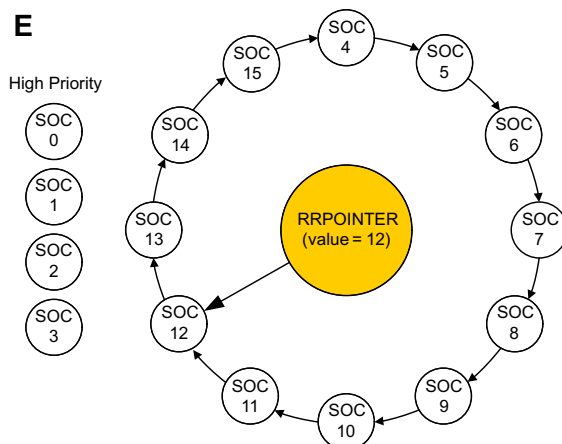 E
High Priority
SOC
0
SOC
1
SOC
2
SOC
3
SOC
4
SOC
5
SOC
6
SOC
7
SOC
8
SOC
9
SOC
10
SOC
11
SOC
12
SOC
13
SOC
14
SOC
15
RRPOINTER
(value = 12)